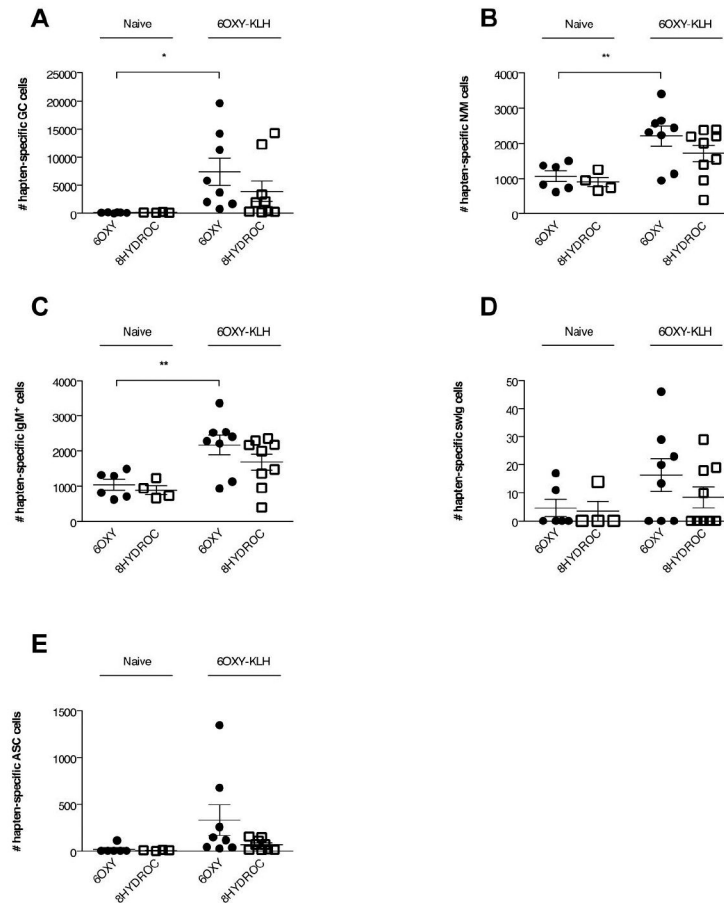 A
Naive 6OXY-KLH
*
# hapten-specific GC cells
25000
20000
15000
10000
5000
0
6OXY 8HYDROC 6OXY 8HYDROC
B
Naive 6OXY-KLH
**
# hapten-specific N/M cells
4000
3000
2000
1000
0
6OXY 8HYDROC 6OXY 8HYDROC
C
Naive 6OXY-KLH
**
# hapten-specific IgM+ cells
4000
3000
2000
1000
0
6OXY 8HYDROC 6OXY 8HYDROC
D
Naive 6OXY-KLH
# hapten-specific swIg cells
50
40
30
20
10
0
6OXY 8HYDROC 6OXY 8HYDROC
E
Naive 6OXY-KLH
# hapten-specific ASC cells
1500
1000
500
0
6OXY 8HYDROC 6OXY 8HYDROC